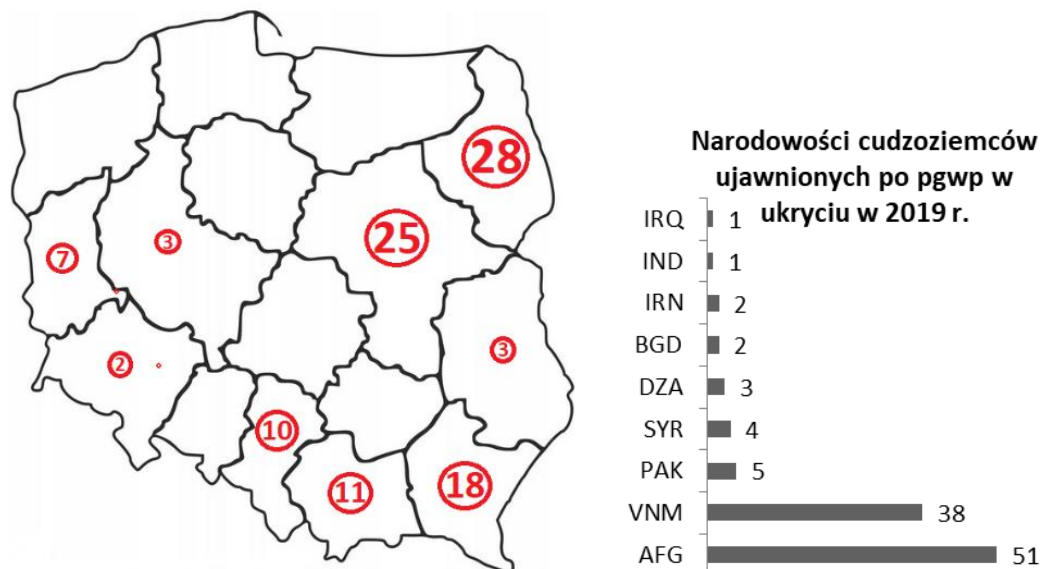 28
25
7
3
2
3
10
11
18
Narodowości cudzoziemców
ujawnionych po pgwp w
ukryciu w 2019 r.
IRQ 1
IND 1
IRN 2
BGD 2
DZA 3
SYR 4
PAK 5
VNM 38
AFG 51